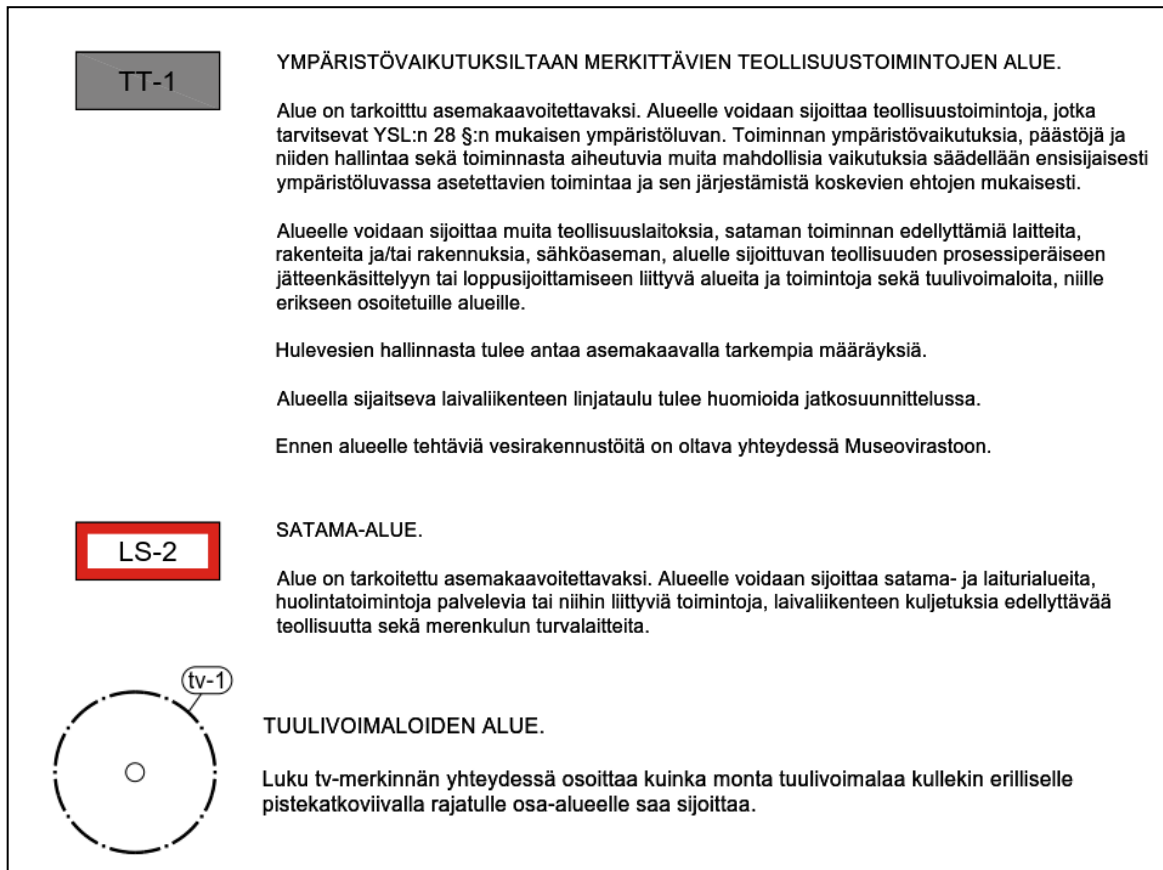 TT-1
YMPÄRISTÖVAIKUTUKSILTAAN MERKITTÄVIEN TEOLLISUUSTOIMINTOJEN ALUE.
Alue on tarkoitttu asemakaavoitettavaksi. Alueelle voidaan sijoittaa teollisuustoimintoja, jotka
tarvitsevat YSL:n 28 §:n mukaisen ympäristöluvan. Toiminnan ympäristövaikutuksia, päästöjä ja
niiden hallintaa sekä toiminnasta aiheutuvia muita mahdollisia vaikutuksia säädellään ensisijaisesti
ympäristöluvassa asetettavien toimintaa ja sen järjestämistä koskevien ehtojen mukaisesti.
Alueelle voidaan sijoittaa muita teollisuuslaitoksia, sataman toiminnan edellyttämiä laitteita,
rakenteita ja/tai rakennuksia, sähköaseman, aluelle sijoittuvan teollisuuden prosessiperäiseen
jätteenkäsittelyyn tai loppusijoittamiseen liittyvä alueita ja toimintoja sekä tuulivoimaloita, niille
erikseen osoitetuille alueille.
Hulevesien hallinnasta tulee antaa asemakaavalla tarkempia määräyksiä.
Alueella sijaitseva laivaliikenteen linjataulu tulee huomioida jatkosuunnittelussa.
Ennen alueelle tehtäviä vesirakennustöitä on oltava yhteydessä Museovirastoon.
LS-2
SATAMA-ALUE.
Alue on tarkoitettu asemakaavoitettavaksi. Alueelle voidaan sijoittaa satama- ja laiturialueita,
huolintatoimintoja palvelevia tai niihin liittyviä toimintoja, laivaliikenteen kuljetuksia edellyttävää
teollisuutta sekä merenkulun turvalaitteita.
tv-1
TUULIVOIMALOIDEN ALUE.
Luku tv-merkinnän yhteydessä osoittaa kuinka monta tuulivoimalaa kullekin erilliselle
pistekatkoviivalla rajatulle osa-alueelle saa sijoittaa.